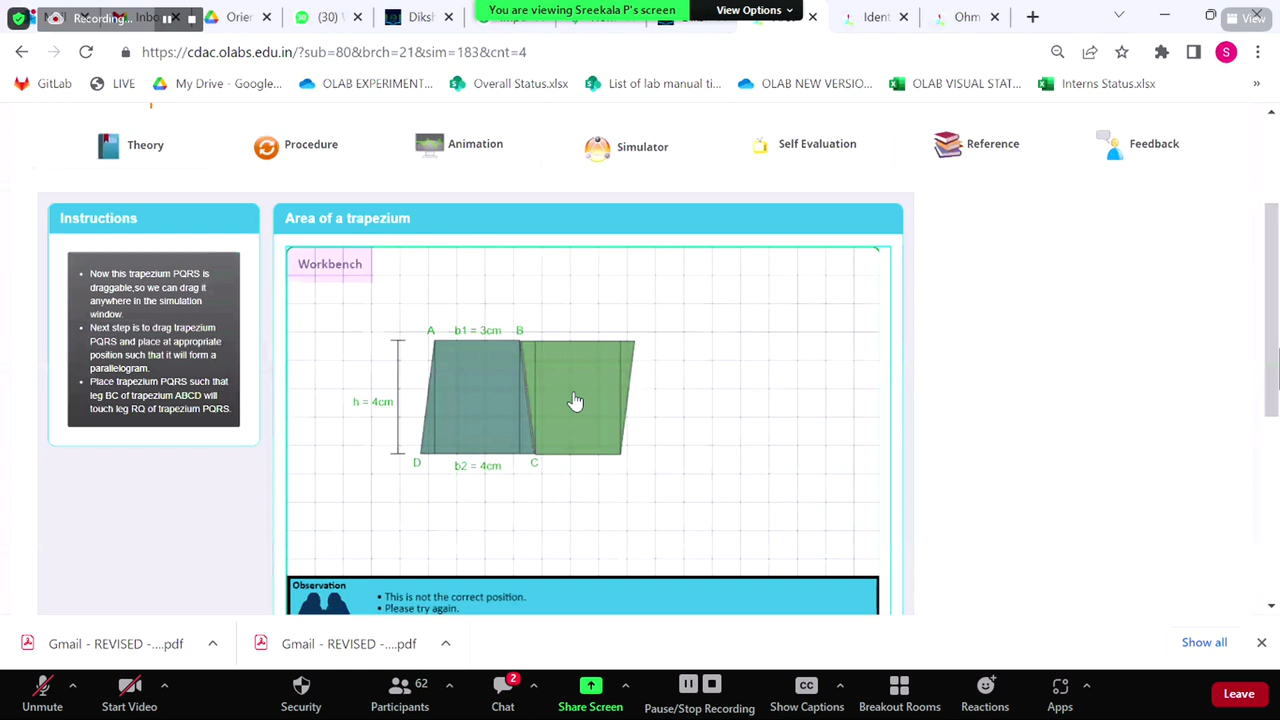 Recording...
Inbo
Orier
(30) W
Diksl
You are viewing Sreekala P's screen
View Options
Ident
Ohm
View
https://cdac.olabs.edu.in/?sub=80&brch=21&sim=183&cnt=4
S
GitLab
LIVE
My Drive - Google...
OLAB EXPERIMENT...
Overall Status.xlsx
List of lab manual ti...
OLAB NEW VERSIO...
OLAB VISUAL STAT...
Interns Status.xlsx
»
Theory
Procedure
Animation
Simulator
Self Evaluation
Reference
Feedback
Instructions
• Now this trapezium PQRS is
draggable,so we can drag it
anywhere in the simulation
window.
• Next step is to drag trapezium
PQRS and place at appropriate
position such that it will form a
parallelogram.
• Place trapezium PQRS such that
leg BC of trapezium ABCD will
touch leg RQ of trapezium PQRS.
Area of a trapezium
Workbench
A b1 = 3cm B
h = 4cm
D b2 = 4cm C
Observation
• This is not the correct position.
• Please try again.
Gmail - REVISED -....pdf
Gmail - REVISED -....pdf
Show all
Unmute
Start Video
Security
62
Participants
2
Chat
Share Screen
Pause/Stop Recording
CC
Show Captions
Breakout Rooms
Reactions
Apps
Leave